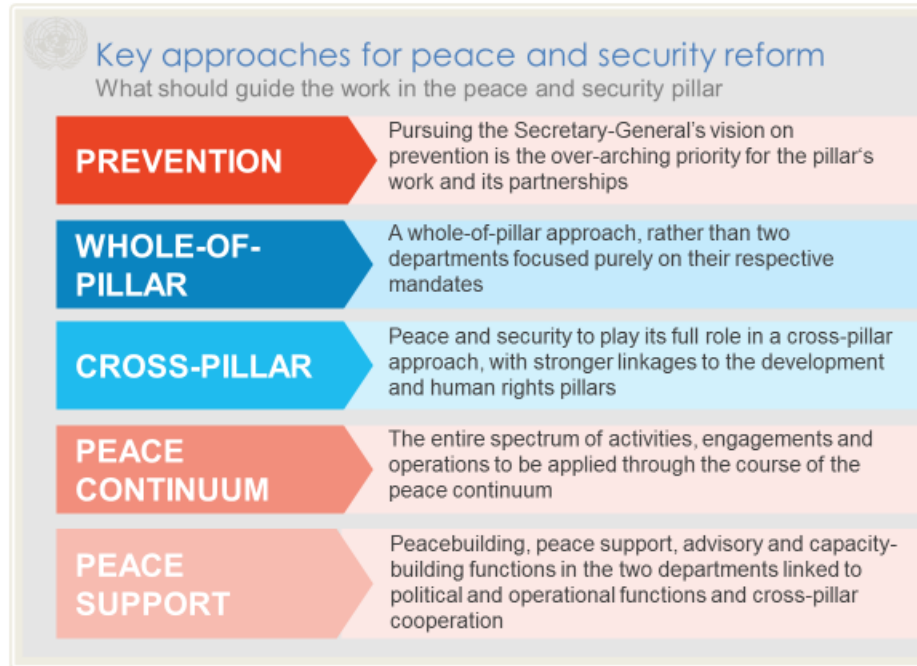 Key approaches for peace and security reform
What should guide the work in the peace and security pillar
PREVENTION
Pursuing the Secretary-General's vision on
prevention is the over-arching priority for the pillar‘s
work and its partnerships
WHOLE-OF-
PILLAR
A whole-of-pillar approach, rather than two
departments focused purely on their respective
mandates
CROSS-PILLAR
Peace and security to play its full role in a cross-pillar
approach, with stronger linkages to the development
and human rights pillars
PEACE
CONTINUUM
The entire spectrum of activities, engagements and
operations to be applied through the course of the
peace continuum
PEACE
SUPPORT
Peacebuilding, peace support, advisory and capacity-
building functions in the two departments linked to
political and operational functions and cross-pillar
cooperation